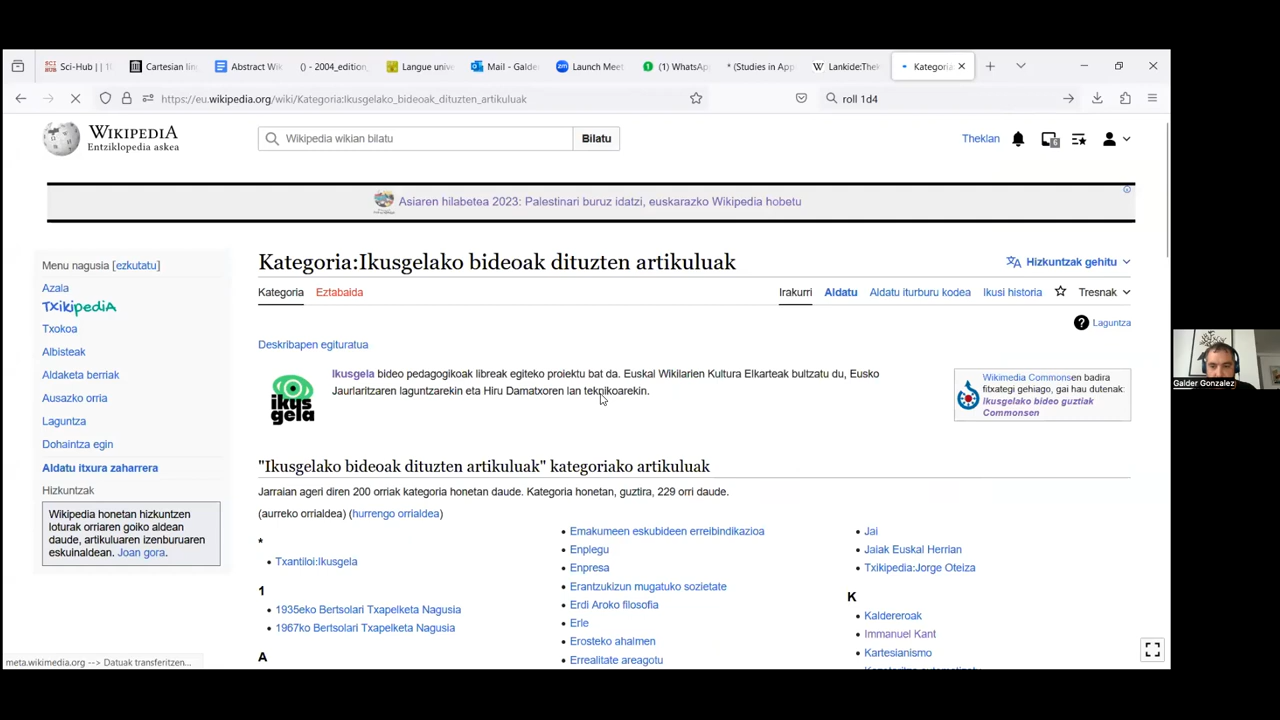 Sci-Hub | | 1
Cartesian lin
Abstract Wik
() - 2004_edition_
Langue unive
Mail - Galder
Launch Meet
(1) WhatsAp
* (Studies in App
Lankide:Thek
Kategoria
https://eu.wikipedia.org/wiki/Kategoria:Ikusgelako_bideoak_dituzten_artikuluak
roll 1d4
WIKIPEDIA
Entziklopedia askea
Wikipedia wikian bilatu
Bilatu
Theklan
6
Asiaren hilabetea 2023: Palestinari buruz idatzi, euskarazko Wikipedia hobetu
Menu nagusia [ezkutatu]
Azala
TXikipediA
Txokoa
Albisteak
Aldaketa berriak
Ausazko orria
Laguntza
Dohaintza egin
Aldatu itxura zaharrera
Hizkuntzak
Wikipedia honetan hizkuntzen
loturak orriaren goiko aldean
daude, artikuluaren izenburuaren
eskuinaldean. Joan gora.
Kategoria:Ikusgelako bideoak dituzten artikuluak
Hizkuntzak gehitu
Kategoria Eztabaida
Irakurri Aldatu Aldatu iturburu kodea Ikusi historia Tresnak
Laguntza
Deskribapen egituratua
ikus
gela
Ikusgela bideo pedagogikoak libreak egiteko proiektu bat da. Euskal Wikilarien Kultura Elkarteak bultzatu du, Eusko
Jaurlaritzaren laguntzarekin eta Hiru Damatxoren lan teknikoarekin.
Wikimedia Commonsen badira
fitxategi gehiago, gai hau dutenak:
Ikusgelako bideo guztiak
Commonsen
"Ikusgelako bideoak dituzten artikuluak" kategoriako artikuluak
Jarraian ageri diren 200 orriak kategoria honetan daude. Kategoria honetan, guztira, 229 orri daude.
(aurreko orrialdea) (hurrengo orrialdea)
*
Txantiloi:Ikusgela
1
1935eko Bertsolari Txapelketa Nagusia
1967ko Bertsolari Txapelketa Nagusia
A
Emakumeen eskubideen erreibindikazioa
Enplegu
Enpresa
Erantzukizun mugatuko sozietate
Erdi Aroko filosofia
Erle
Erosteko ahalmen
Errealitate areagotu
Jai
Jaiak Euskal Herrian
Txikipedia:Jorge Oteiza
K
Kaldereroak
Immanuel Kant
Kartesianismo
meta.wikimedia.org --> Datuak transferitzen...
Galder Gonzalez